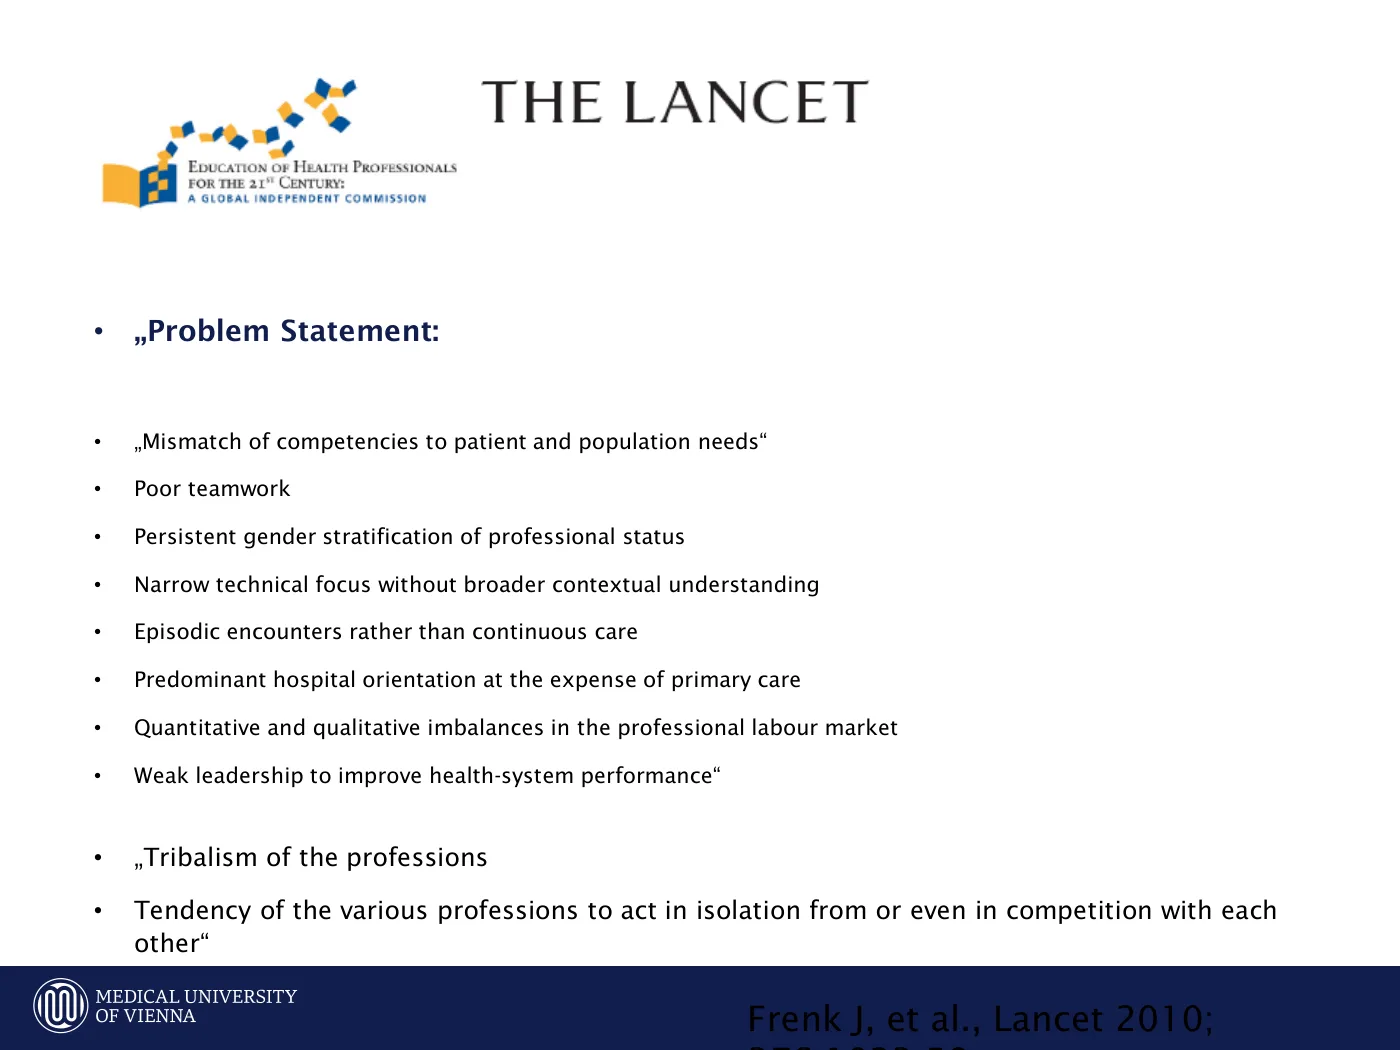 THE LANCET
EDUCATION OF HEALTH PROFESSIONALS
FOR THE 21ST CENTURY:
A GLOBAL INDEPENDENT COMMISSION
• „Problem Statement:
• „Mismatch of competencies to patient and population needs“
• Poor teamwork
• Persistent gender stratification of professional status
• Narrow technical focus without broader contextual understanding
• Episodic encounters rather than continuous care
• Predominant hospital orientation at the expense of primary care
• Quantitative and qualitative imbalances in the professional labour market
• Weak leadership to improve health-system performance“
• „Tribalism of the professions
• Tendency of the various professions to act in isolation from or even in competition with each
other“
MEDICAL UNIVERSITY
OF VIENNA
Frenk J, et al., Lancet 2010;